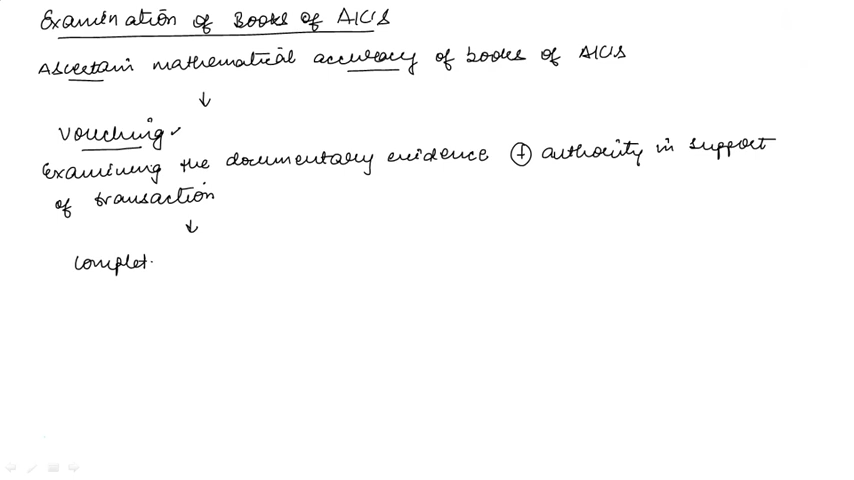 Examination of Books of A/C's
Ascertain mathematical accuracy of books of A/C's
↓
Vouching ✓
Examining the documentary evidence ⊕ authority in support
of transaction
↓
complet.